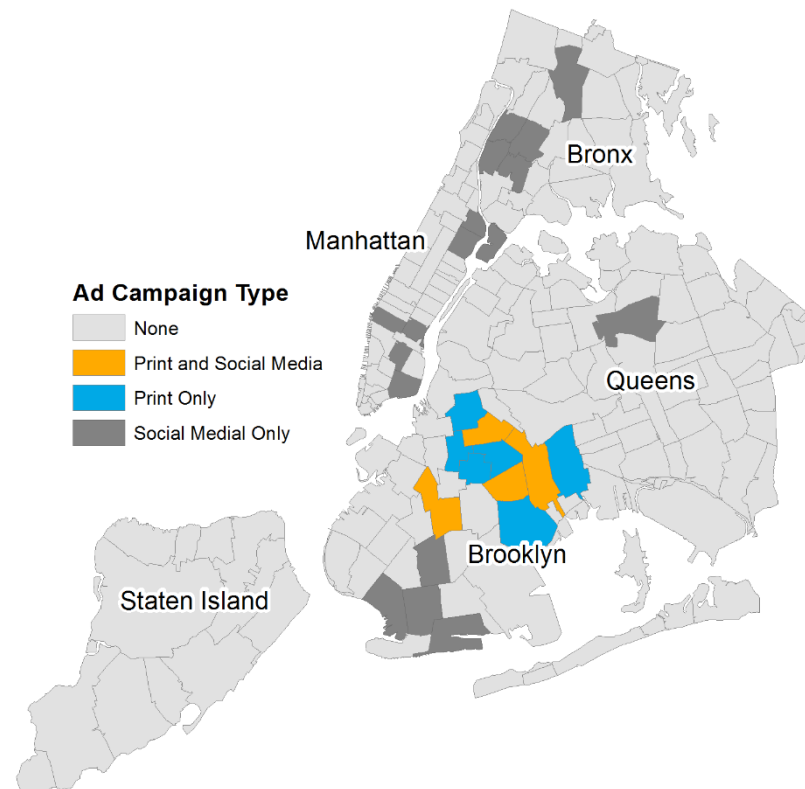 Bronx
Manhattan
Ad Campaign Type
None
Print and Social Media
Print Only
Social Medial Only
Queens
Brooklyn
Staten Island